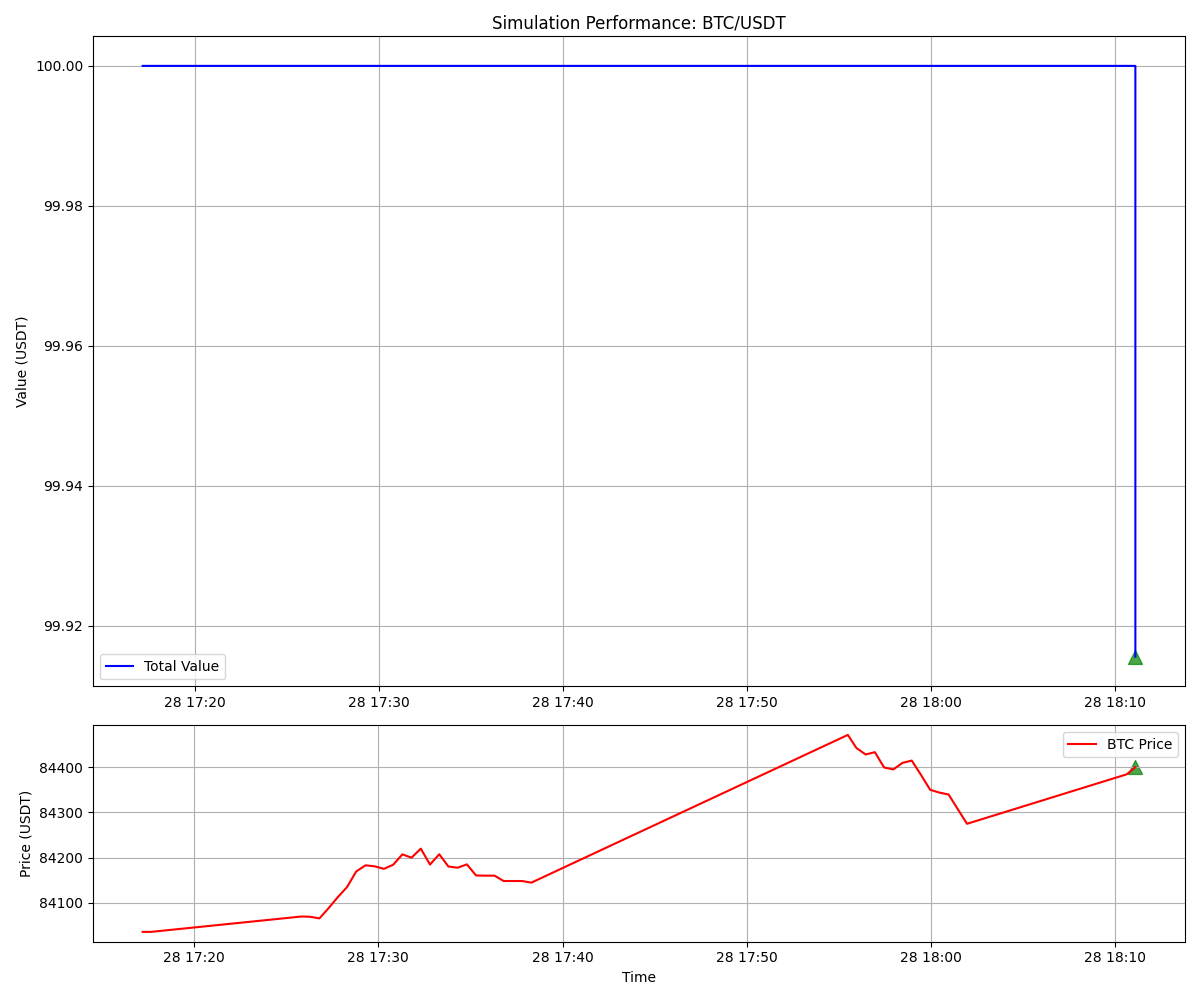 Simulation Performance: BTC/USDT
Value (USDT)
100.00
99.98
99.96
99.94
99.92
Total Value
28 17:20 28 17:30 28 17:40 28 17:50 28 18:00 28 18:10
Price (USDT)
84400
84300
84200
84100
BTC Price
28 17:20 28 17:30 28 17:40 28 17:50 28 18:00 28 18:10
Time